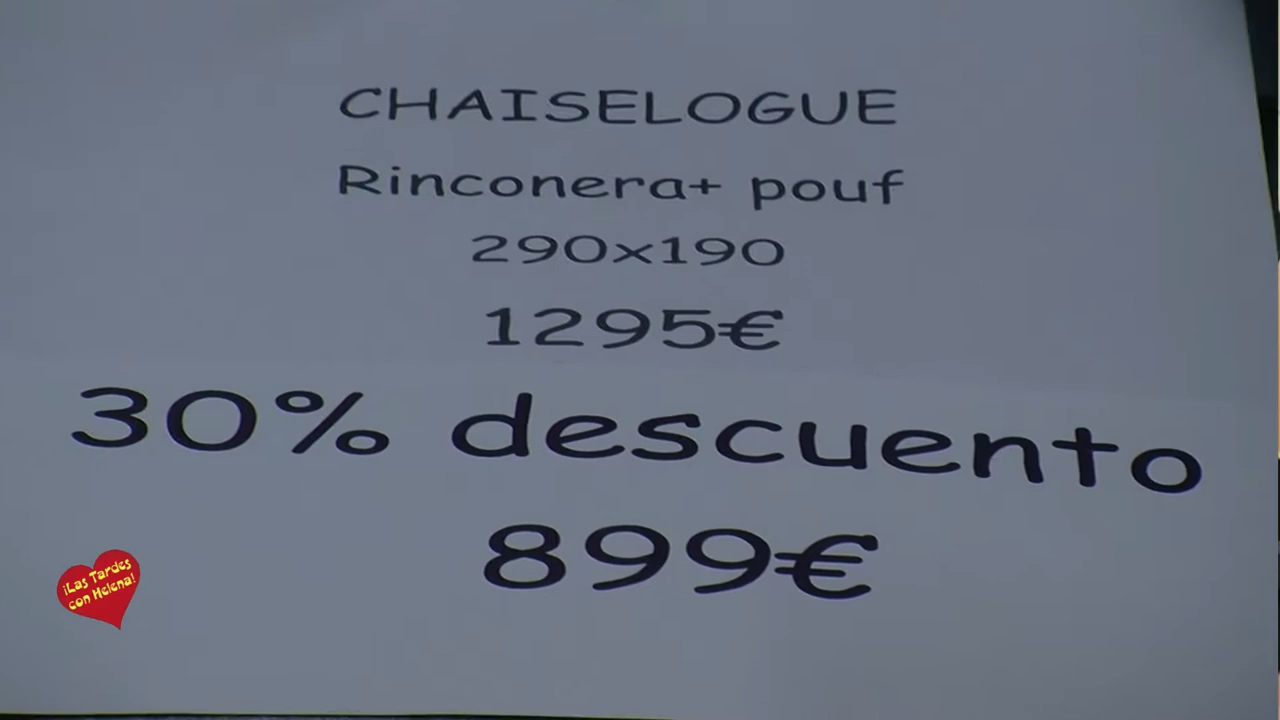 CHAISELOGUE
Rinconera+ pouf
290x190
1295€
30% descuento
899€
¡Las Tardes
con Helena!